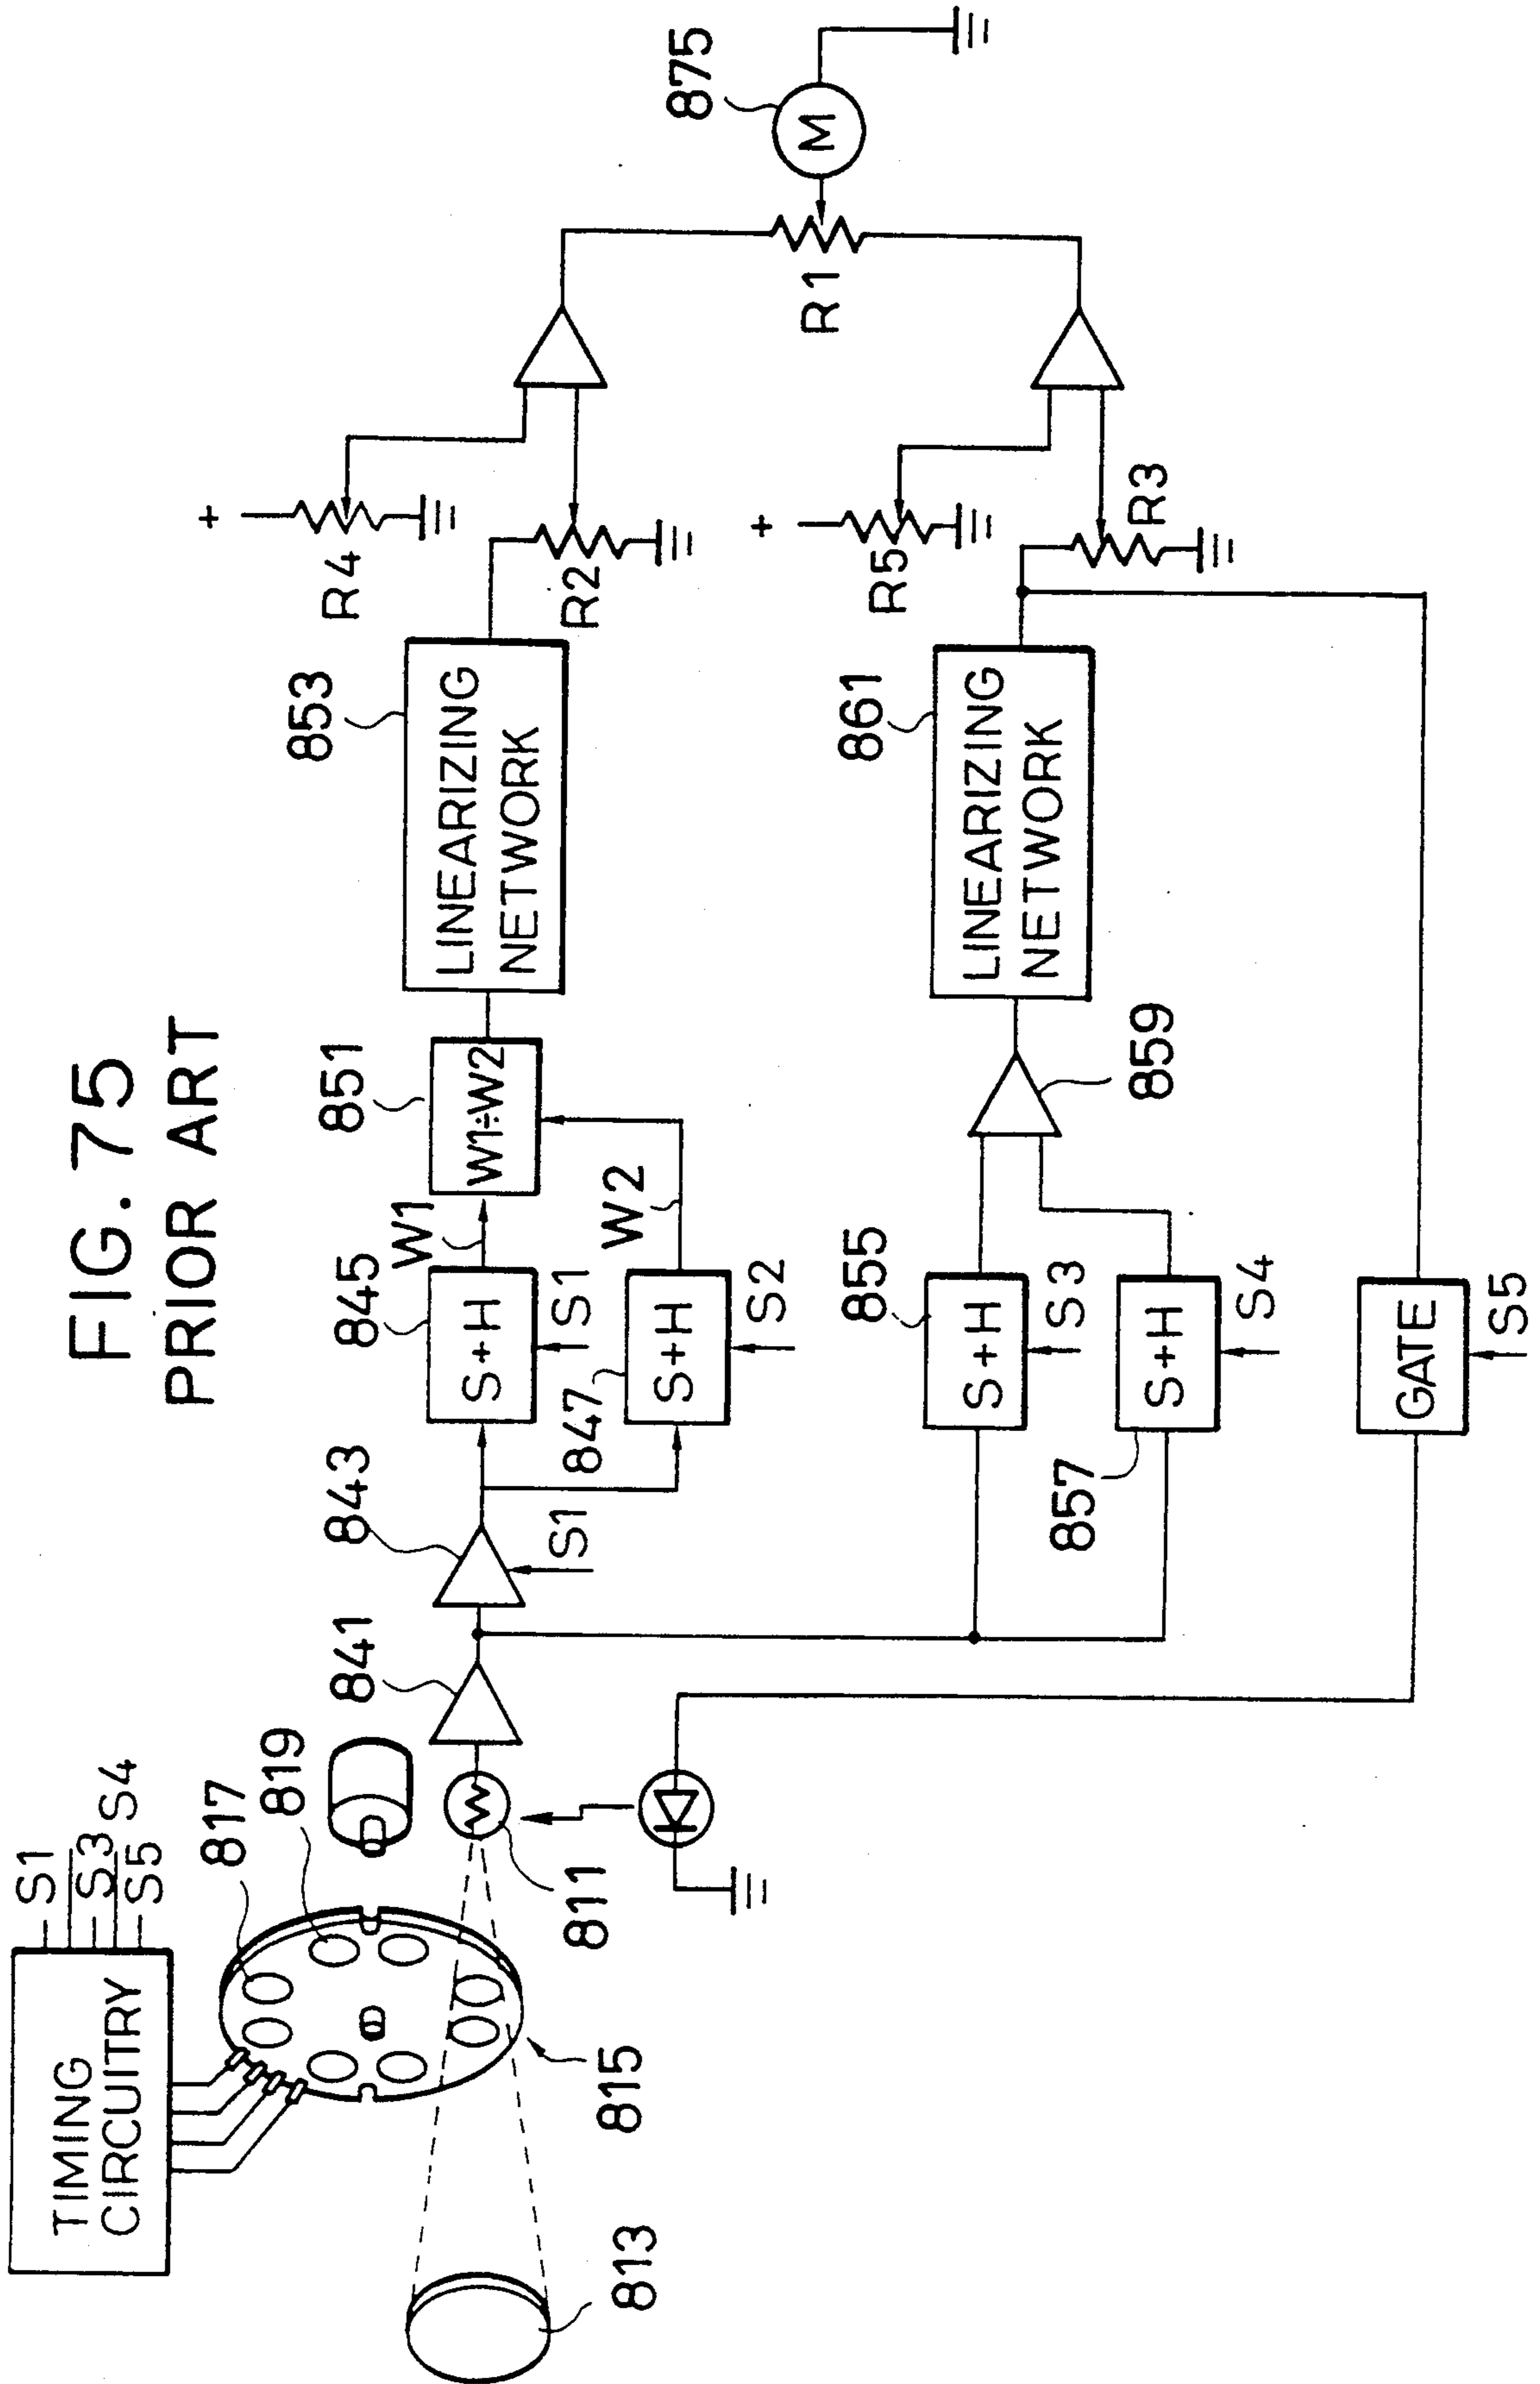 FIG. 75
PRIOR ART
TIMING
CIRCUITRY
S1
S3
S4
S5
817
819
841
843
845
W1
851
853
R4
+
W1÷W2
LINEARIZING
NETWORK
R2
S+H
S1
S1
847
S+H
S2
W2
813
815
811
855
S+H
S3
857
S+H
S4
859
861
LINEARIZING
NETWORK
R5
+
R3
R1
M
875
GATE
S5